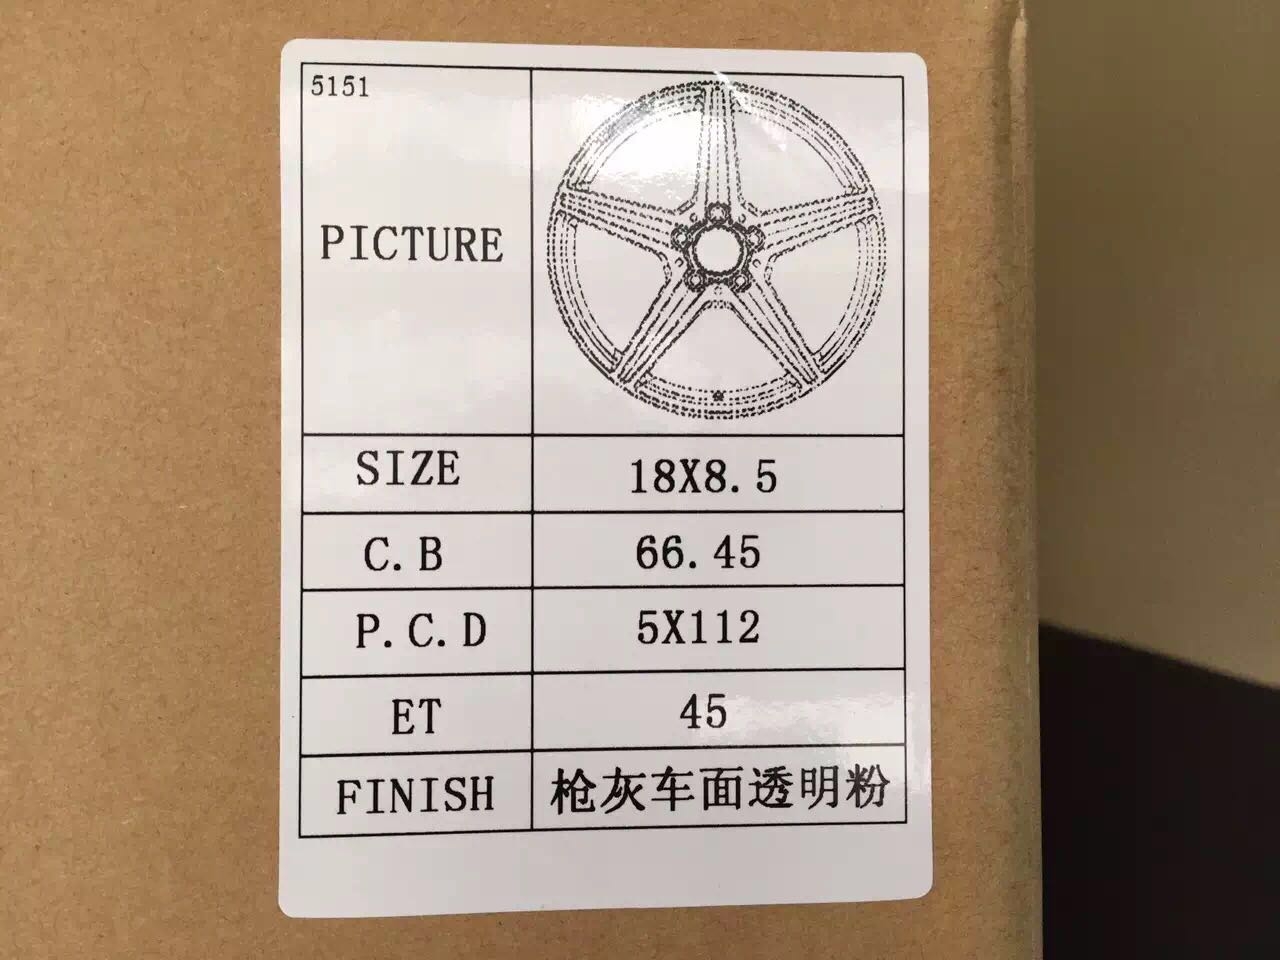 5151
PICTURE
SIZE 18X8.5
C.B 66.45
P.C.D 5X112
ET 45
FINISH 枪灰车面透明粉